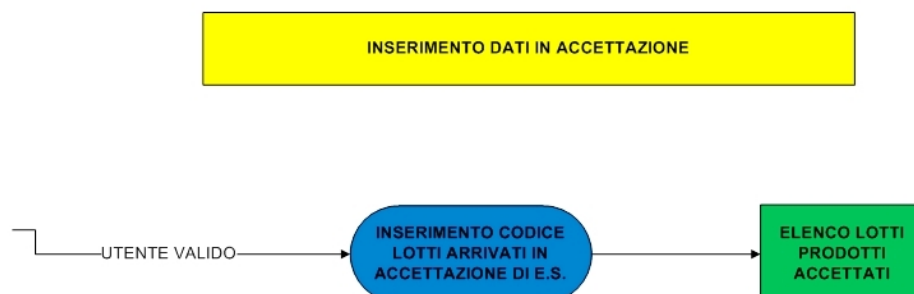 INSERIMENTO DATI IN ACCETTAZIONE
UTENTE VALIDO
INSERIMENTO CODICE
LOTTI ARRIVATI IN
ACCETTAZIONE DI E.S.
ELENCO LOTTI
PRODOTTI
ACCETTATI